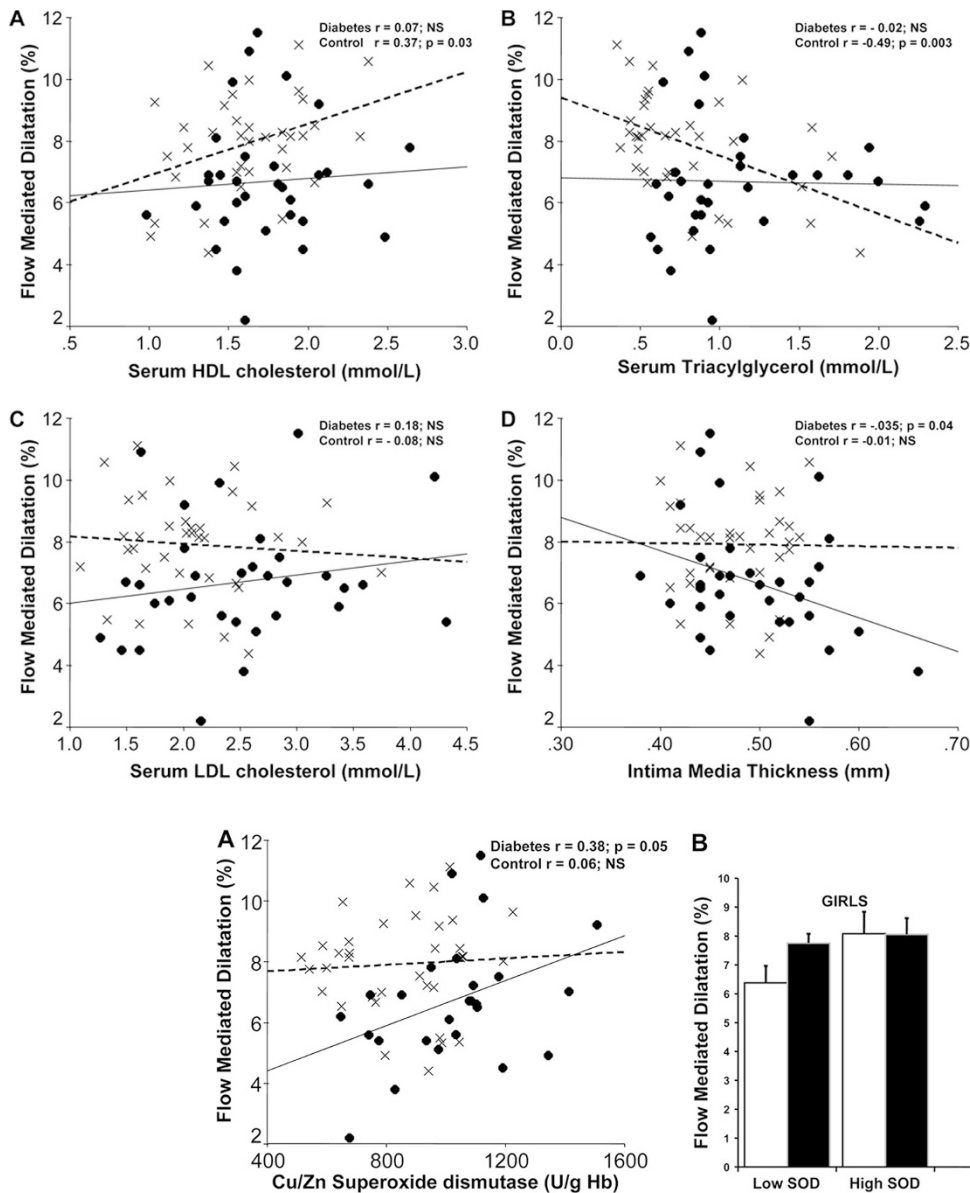 A
Diabetes r = 0.07; NS
Control r = 0.37; p = 0.03
Flow Mediated Dilatation (%)
12
10
8
6
4
2
.5 1.0 1.5 2.0 2.5 3.0
Serum HDL cholesterol (mmol/L)
B
Diabetes r = - 0.02; NS
Control r = -0.49; p = 0.003
Flow Mediated Dilatation (%)
12
10
8
6
4
2
0.0 0.5 1.0 1.5 2.0 2.5
Serum Triacylglycerol (mmol/L)
C
Diabetes r = 0.18; NS
Control r = - 0.08; NS
Flow Mediated Dilatation (%)
12
10
8
6
4
2
1.0 1.5 2.0 2.5 3.0 3.5 4.0 4.5
Serum LDL cholesterol (mmol/L)
D
Diabetes r = -.035; p = 0.04
Control r = -0.01; NS
Flow Mediated Dilatation (%)
12
10
8
6
4
2
.30 .40 .50 .60 .70
Intima Media Thickness (mm)
A
Diabetes r = 0.38; p = 0.05
Control r = 0.06; NS
Flow Mediated Dilatation (%)
12
10
8
6
4
2
400 800 1200 1600
Cu/Zn Superoxide dismutase (U/g Hb)
B
GIRLS
Flow Mediated Dilatation (%)
10
9
8
7
6
5
4
3
2
1
0
Low SOD High SOD